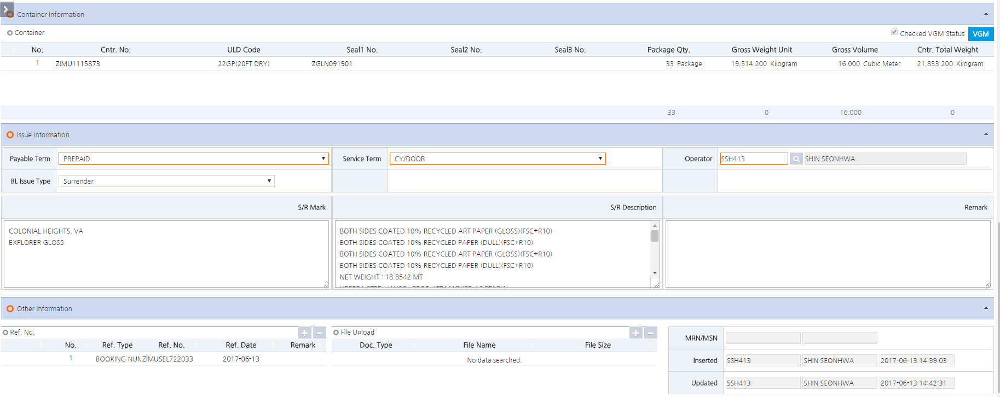 Container Information
Container
Checked VGM Status VGM
No. Cntr. No. ULD Code Seal1 No. Seal2 No. Seal3 No. Package Qty. Gross Weight Unit Gross Volume Cntr. Total Weight
1 ZIMU1115873 22GP(20FT DRY) ZGLN091901 33 Package 19,514.200 Kilogram 16.000 Cubic Meter 21,833.200 Kilogram
33 0 16.000 0
Issue Information
Payable Term PREPAID Service Term CY/DOOR Operator SSH413 SHIN SEONHWA
BL Issue Type Surrender
S/R Mark S/R Description Remark
COLONIAL HEIGHTS, VA
EXPLORER GLOSS
BOTH SIDES COATED 10% RECYCLED ART PAPER (GLOSS)(FSC+R10)
BOTH SIDES COATED 10% RECYCLED PAPER (DULL)(FSC+R10)
BOTH SIDES COATED 10% RECYCLED ART PAPER (GLOSS)(FSC+R10)
BOTH SIDES COATED 10% RECYCLED PAPER (DULL)(FSC+R10)
NET WEIGHT : 18.8542 MT
UPPER LISTED HANSOL PRODUCT MARKED AS BELOW
Other Information
Ref. No.
No. Ref. Type Ref. No. Ref. Date Remark
1 BOOKING NUM ZIMUSEL722033 2017-06-13
File Upload
Doc. Type File Name File Size
No data searched.
MRN/MSN
Inserted SSH413 SHIN SEONHWA 2017-06-13 14:39:03
Updated SSH413 SHIN SEONHWA 2017-06-13 14:42:31